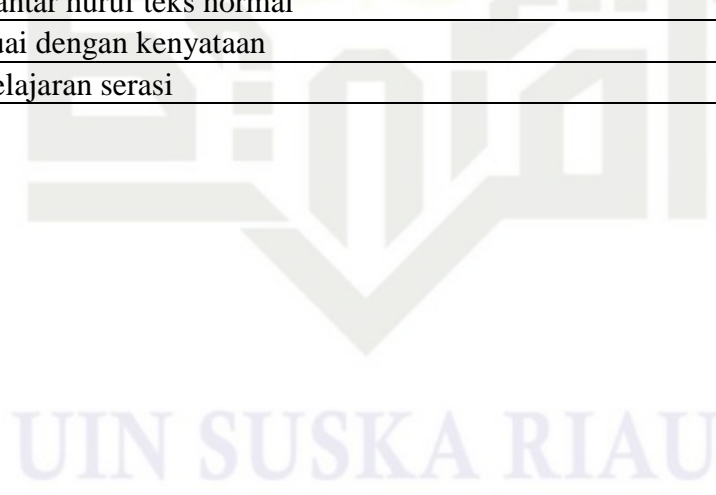 antar huruf teks normal
uai dengan kenyataan
elajaran serasi
UIN SUSKA RIAU